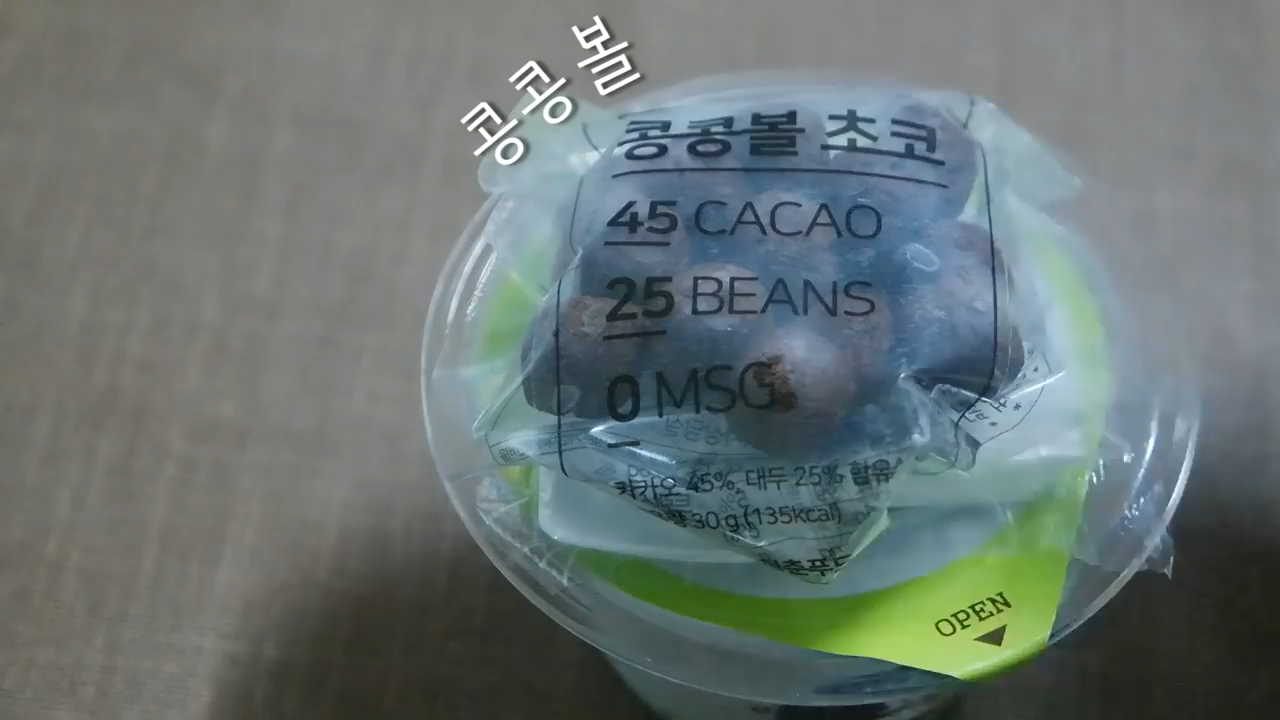 콩콩볼
콩콩볼 초코
45 CACAO
25 BEANS
0 MSG
카카오 45%, 대두 25% 함유
30 g (135kcal)
OPEN